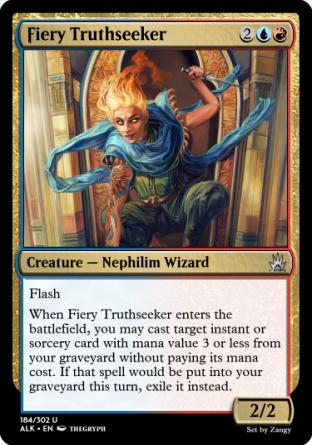 Fiery Truthseeker 2
Creature — Nephilim Wizard
Flash
When Fiery Truthseeker enters the
battlefield, you may cast target instant or
sorcery card with mana value 3 or less from
your graveyard without paying its mana
cost. If that spell would be put into
your graveyard this turn, exile it instead.
2/2
184/302 U
ALK • EN THEGRYPH
Set by Zangy